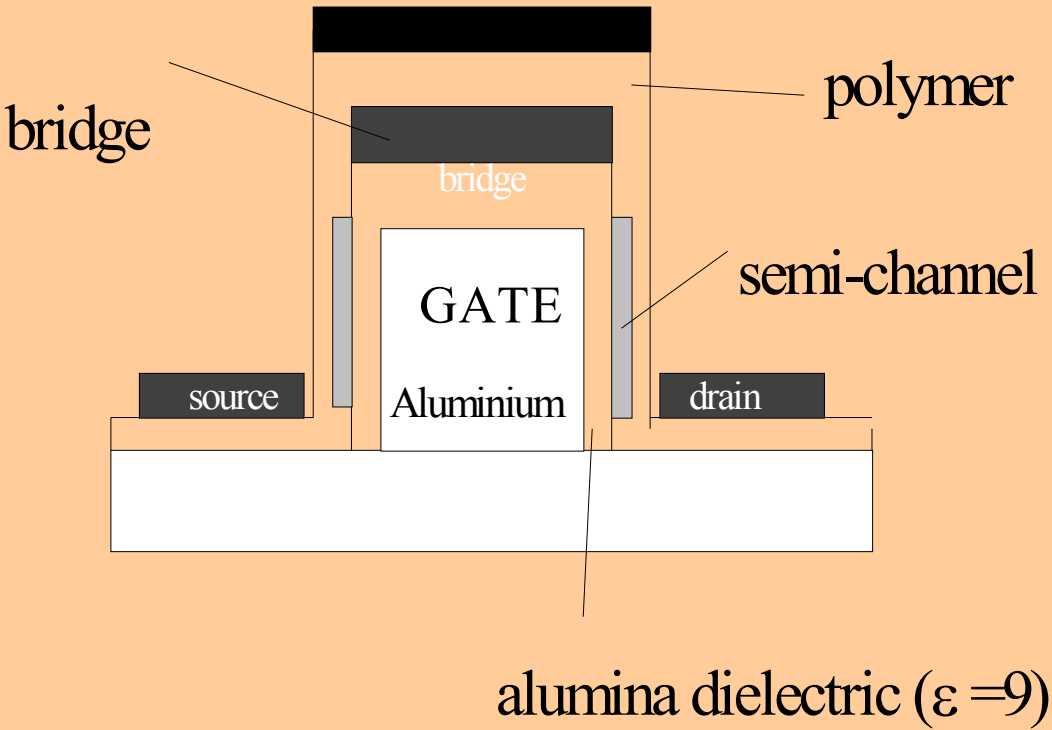 polymer
bridge
bridge
semi-channel
GATE
source
Aluminium
drain
alumina dielectric (ε =9)